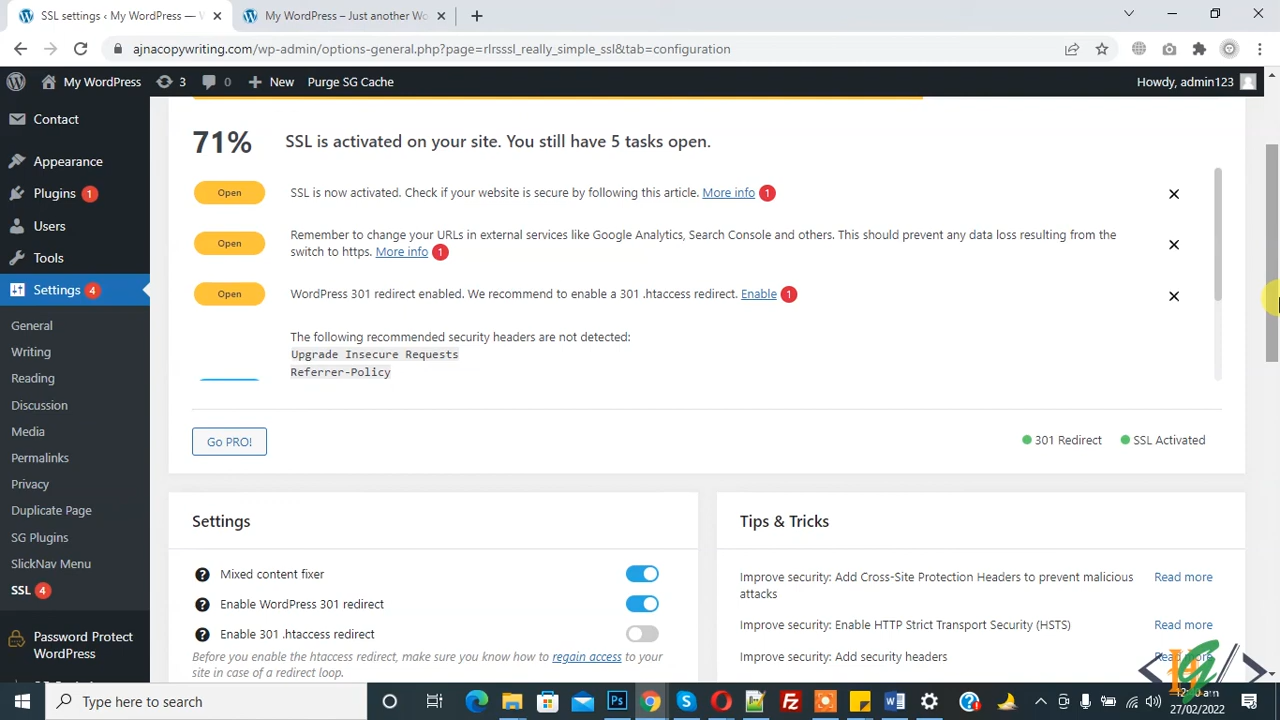 SSL settings ‹ My WordPress —
My WordPress – Just another Wo
ajnacopywriting.com/wp-admin/options-general.php?page=rlrsssl_really_simple_ssl&tab=configuration
My WordPress 3 0 New Purge SG Cache Howdy, admin123
Contact
Appearance
Plugins 1
Users
Tools
Settings 4
General
Writing
Reading
Discussion
Media
Permalinks
Privacy
Duplicate Page
SG Plugins
SlickNav Menu
SSL 4
Password Protect
WordPress
71% SSL is activated on your site. You still have 5 tasks open.
Open SSL is now activated. Check if your website is secure by following this article. More info 1
Open Remember to change your URLs in external services like Google Analytics, Search Console and others. This should prevent any data loss resulting from the
switch to https. More info 1
Open WordPress 301 redirect enabled. We recommend to enable a 301 .htaccess redirect. Enable 1
The following recommended security headers are not detected:
Upgrade Insecure Requests
Referrer-Policy
Go PRO! 301 Redirect SSL Activated
Settings
Mixed content fixer
Enable WordPress 301 redirect
Enable 301 .htaccess redirect
Before you enable the htaccess redirect, make sure you know how to regain access to your
site in case of a redirect loop.
Tips & Tricks
Improve security: Add Cross-Site Protection Headers to prevent malicious
attacks Read more
Improve security: Enable HTTP Strict Transport Security (HSTS) Read more
Improve security: Add security headers
Type here to search
27/02/2022